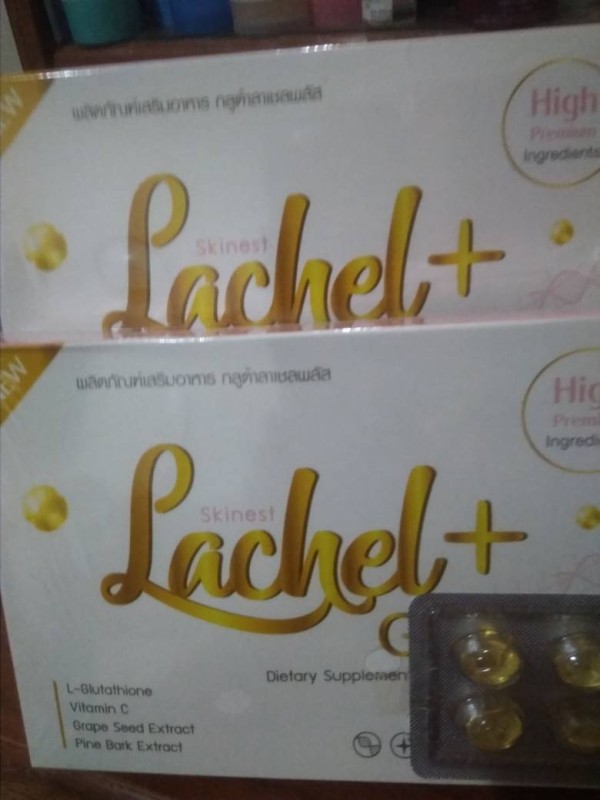 NEW
ผลิตภัณฑ์เสริมอาหาร กลูต้าลาเชลพลัส
High
Premium
Ingredients
Skinest
Lachel+
ผลิตภัณฑ์เสริมอาหาร กลูต้าลาเชลพลัส
Skinest
Lachel+
Dietary Supplement
L-Glutathione
Vitamin C
Grape Seed Extract
Pine Bark Extract